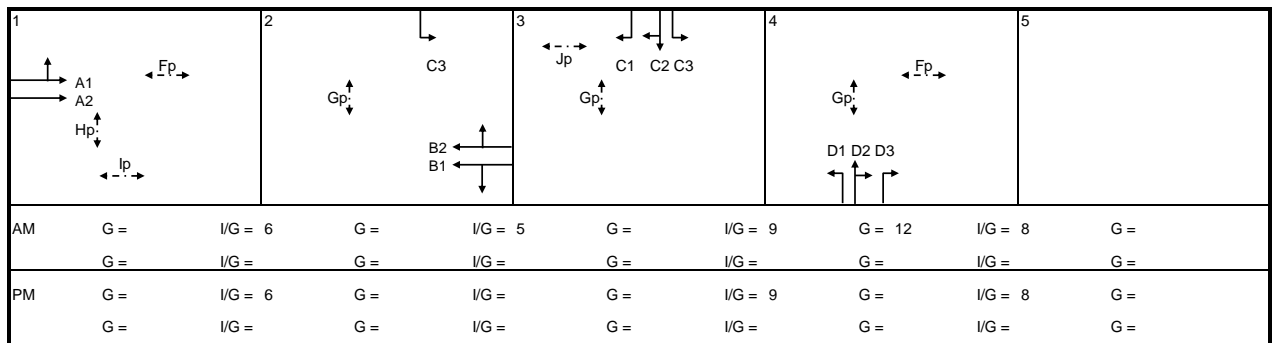 1 2 3 4 5
Fp Jp Fp
A1 C3 C1 C2 C3
A2 Gp Gp Gp
Hp
B2 D1 D2 D3
Ip B1
AM G = I/G = 6 G = I/G = 5 G = I/G = 9 G = 12 I/G = 8 G =
G = I/G = G = I/G = G = I/G = G = I/G = G =
PM G = I/G = 6 G = I/G = G = I/G = 9 G = I/G = 8 G =
G = I/G = G = I/G = G = I/G = G = I/G = G =